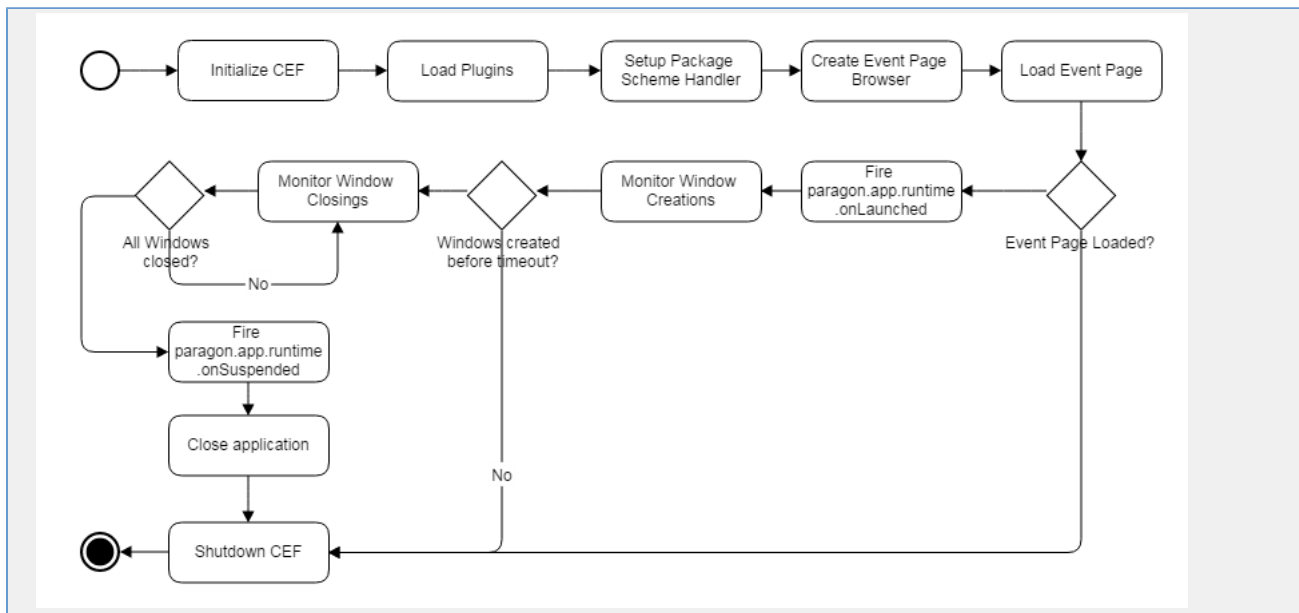 Initialize CEF
Load Plugins
Setup Package
Scheme Handler
Create Event Page
Browser
Load Event Page
Monitor Window
Closings
Monitor Window
Creations
Fire
paragon.app.runtime
.onLaunched
All Windows
closed?
Windows created
before timeout?
Event Page Loaded?
No
Fire
paragon.app.runtime
.onSuspended
Close application
No
Shutdown CEF